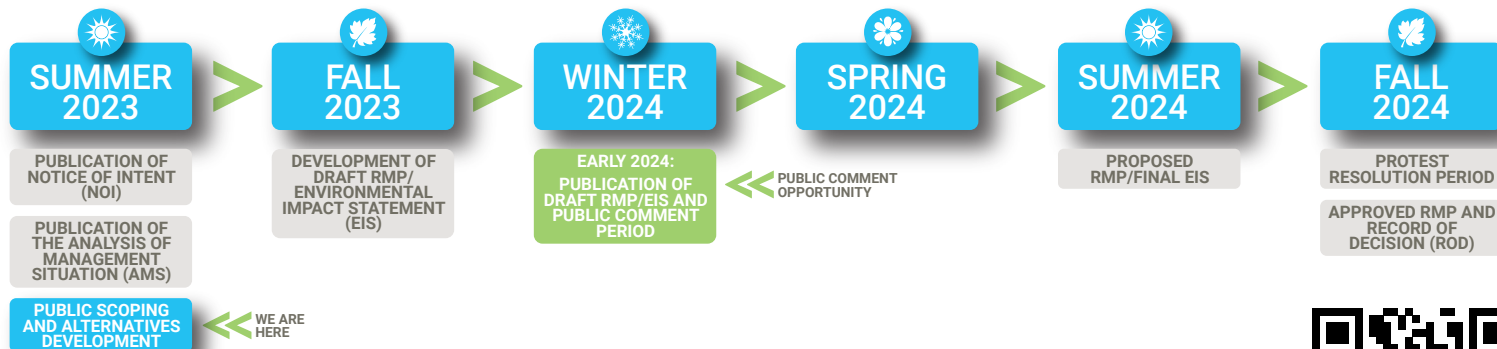 SUMMER
2023
FALL
2023
WINTER
2024
SPRING
2024
SUMMER
2024
FALL
2024
PUBLICATION OF
NOTICE OF INTENT
(NOI)
PUBLICATION OF
THE ANALYSIS OF
MANAGEMENT
SITUATION (AMS)
PUBLIC SCOPING
AND ALTERNATIVES
DEVELOPMENT
WE ARE
HERE
DEVELOPMENT OF
DRAFT RMP/
ENVIRONMENTAL
IMPACT STATEMENT
(EIS)
EARLY 2024:
PUBLICATION OF
DRAFT RMP/EIS AND
PUBLIC COMMENT
PERIOD
PUBLIC COMMENT
OPPORTUNITY
PROPOSED
RMP/FINAL EIS
PROTEST
RESOLUTION PERIOD
APPROVED RMP AND
RECORD OF
DECISION (ROD)